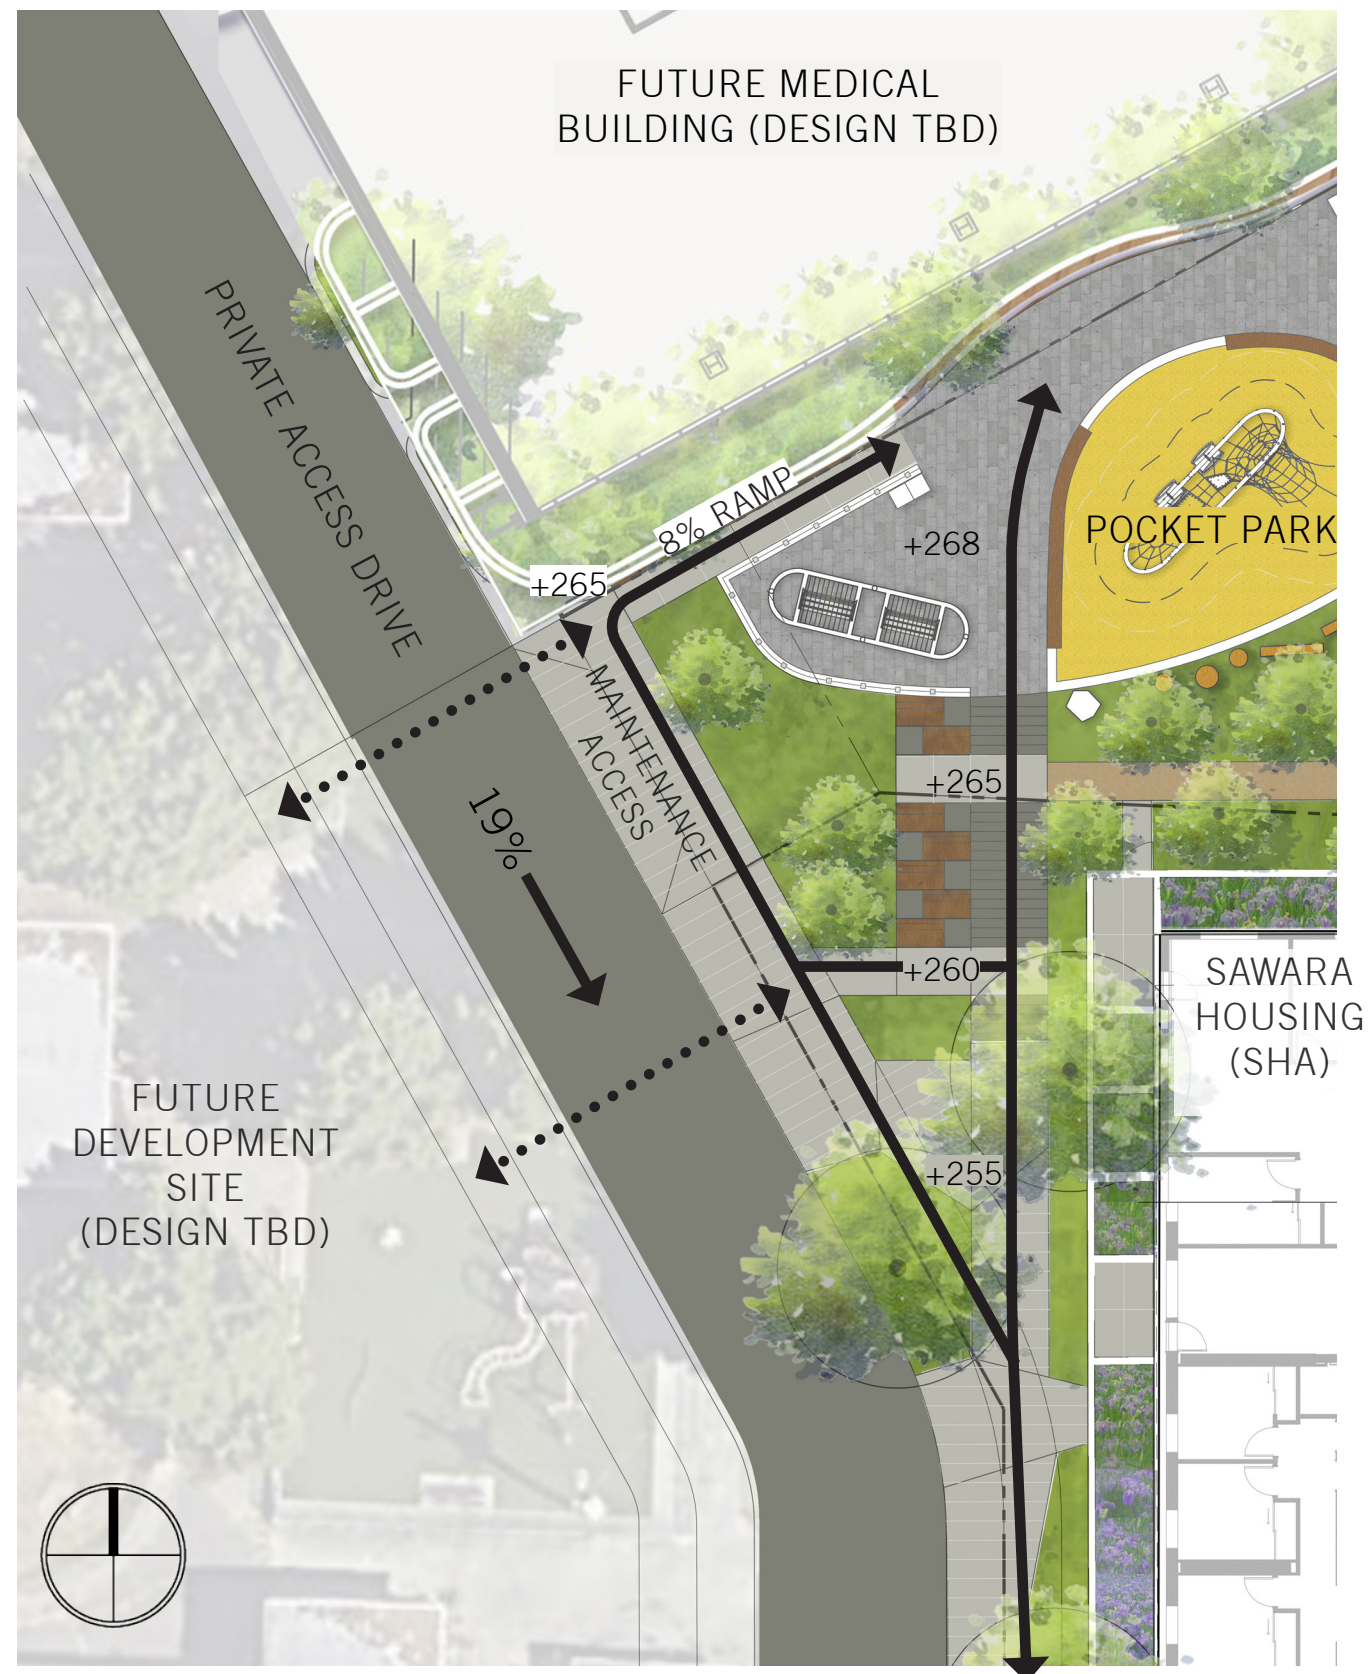 FUTURE MEDICAL
BUILDING (DESIGN TBD)
PRIVATE ACCESS DRIVE
8% RAMP
+265
+268
POCKET PARK
MAINTENANCE
ACCESS
+265
19%
+260
SAWARA
HOUSING
(SHA)
FUTURE
DEVELOPMENT
SITE
(DESIGN TBD)
+255